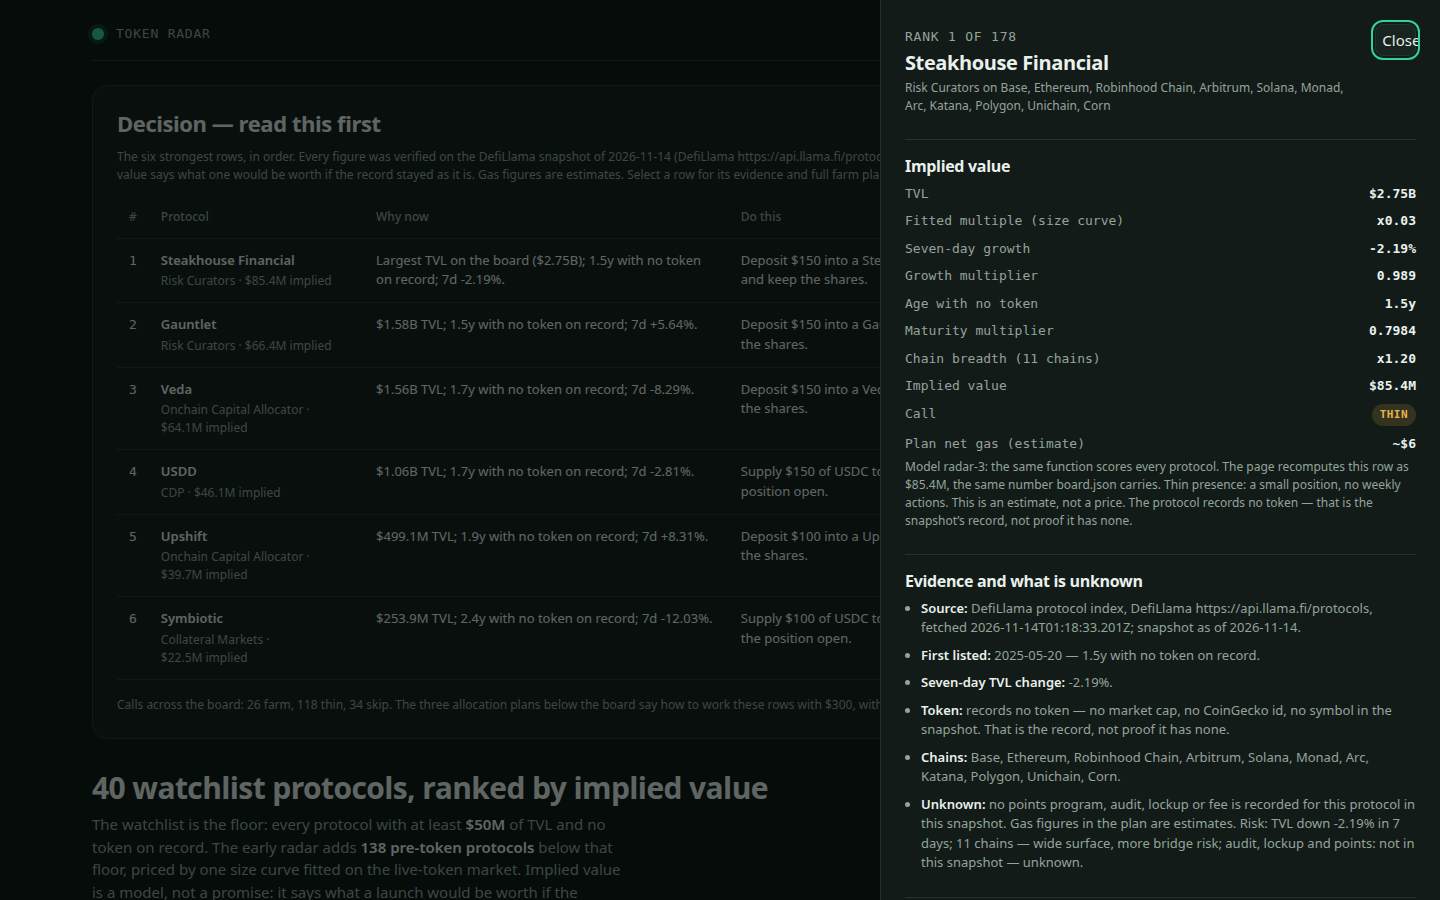 TOKEN RADAR
Decision — read this first
The six strongest rows, in order. Every figure was verified on the DefiLlama snapshot of 2026-11-14 (DefiLlama https://api.llama.fi/protoc
value says what one would be worth if the record stayed as it is. Gas figures are estimates. Select a row for its evidence and full farm pla
# Protocol Why now Do this
1 Steakhouse Financial Largest TVL on the board ($2.75B); 1.5y with no token Deposit $150 into a Ste
Risk Curators · $85.4M implied on record; 7d -2.19%. and keep the shares.
2 Gauntlet $1.58B TVL; 1.5y with no token on record; 7d +5.64%. Deposit $150 into a Ga
Risk Curators · $66.4M implied the shares.
3 Veda $1.56B TVL; 1.7y with no token on record; 7d -8.29%. Deposit $150 into a Ved
Onchain Capital Allocator · the shares.
$64.1M implied
4 USDD $1.06B TVL; 1.7y with no token on record; 7d -2.81%. Supply $150 of USDC to
CDP · $46.1M implied position open.
5 Upshift $499.1M TVL; 1.9y with no token on record; 7d +8.31%. Deposit $100 into a Up
Onchain Capital Allocator · the shares.
$39.7M implied
6 Symbiotic $253.9M TVL; 2.4y with no token on record; 7d -12.03%. Supply $100 of USDC to
Collateral Markets · the position open.
$22.5M implied
Calls across the board: 26 farm, 118 thin, 34 skip. The three allocation plans below the board say how to work these rows with $300, with
40 watchlist protocols, ranked by implied value
The watchlist is the floor: every protocol with at least $50M of TVL and no
token on record. The early radar adds 138 pre-token protocols below that
floor, priced by one size curve fitted on the live-token market. Implied value
is a model, not a promise: it says what a launch would be worth if the
RANK 1 OF 178
Close
Steakhouse Financial
Risk Curators on Base, Ethereum, Robinhood Chain, Arbitrum, Solana, Monad,
Arc, Katana, Polygon, Unichain, Corn
Implied value
TVL $2.75B
Fitted multiple (size curve) x0.03
Seven-day growth -2.19%
Growth multiplier 0.989
Age with no token 1.5y
Maturity multiplier 0.7984
Chain breadth (11 chains) x1.20
Implied value $85.4M
Call THIN
Plan net gas (estimate) ~$6
Model radar-3: the same function scores every protocol. The page recomputes this row as
$85.4M, the same number board.json carries. Thin presence: a small position, no weekly
actions. This is an estimate, not a price. The protocol records no token — that is the
snapshot's record, not proof it has none.
Evidence and what is unknown
• Source: DefiLlama protocol index, DefiLlama https://api.llama.fi/protocols,
fetched 2026-11-14T01:18:33.201Z; snapshot as of 2026-11-14.
• First listed: 2025-05-20 — 1.5y with no token on record.
• Seven-day TVL change: -2.19%.
• Token: records no token — no market cap, no CoinGecko id, no symbol in the
snapshot. That is the record, not proof it has none.
• Chains: Base, Ethereum, Robinhood Chain, Arbitrum, Solana, Monad, Arc,
Katana, Polygon, Unichain, Corn.
• Unknown: no points program, audit, lockup or fee is recorded for this protocol in
this snapshot. Gas figures in the plan are estimates. Risk: TVL down -2.19% in 7
days; 11 chains — wide surface, more bridge risk; audit, lockup and points: not in
this snapshot — unknown.